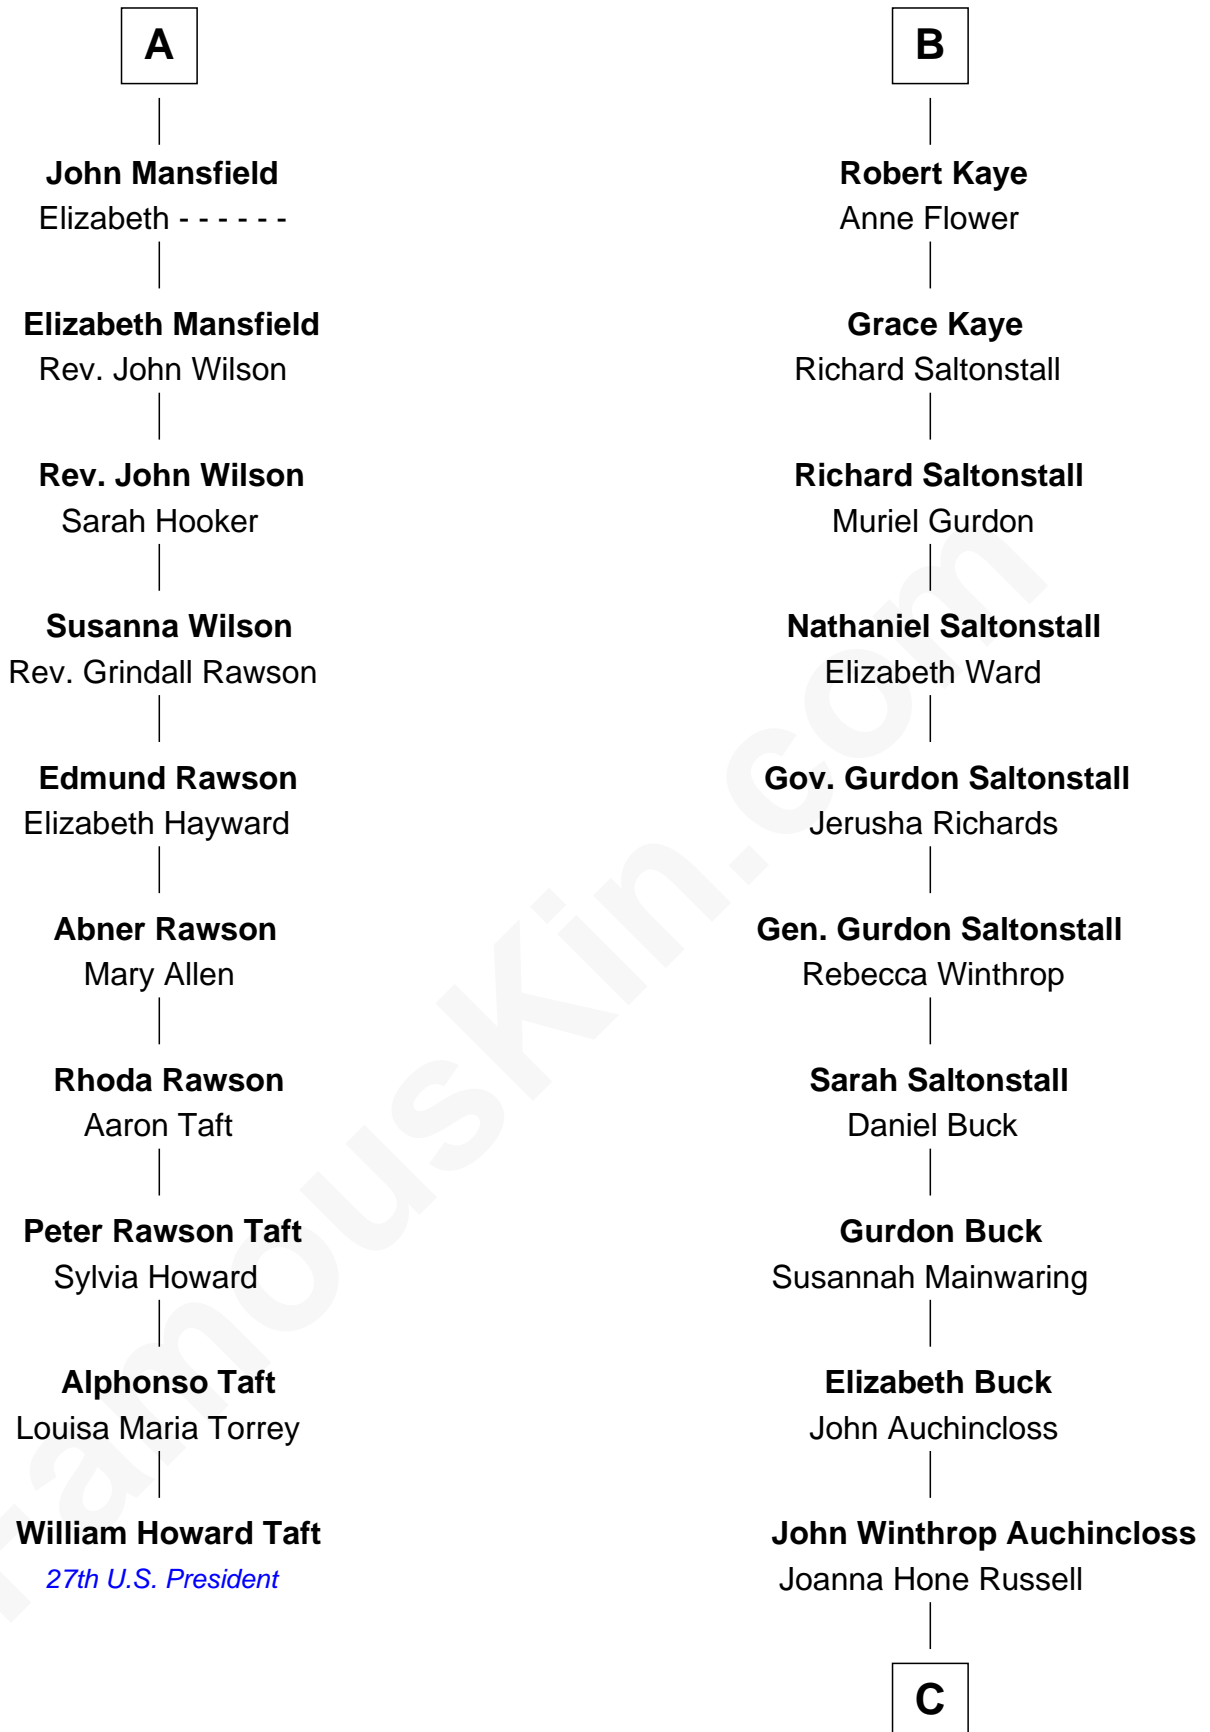 A
John Mansfield
Elizabeth - - - - - -
Elizabeth Mansfield
Rev. John Wilson
Rev. John Wilson
Sarah Hooker
Susanna Wilson
Rev. Grindall Rawson
Edmund Rawson
Elizabeth Hayward
Abner Rawson
Mary Allen
Rhoda Rawson
Aaron Taft
Peter Rawson Taft
Sylvia Howard
Alphonso Taft
Louisa Maria Torrey
William Howard Taft
27th U.S. President
B
Robert Kaye
Anne Flower
Grace Kaye
Richard Saltonstall
Richard Saltonstall
Muriel Gurdon
Nathaniel Saltonstall
Elizabeth Ward
Gov. Gurdon Saltonstall
Jerusha Richards
Gen. Gurdon Saltonstall
Rebecca Winthrop
Sarah Saltonstall
Daniel Buck
Gurdon Buck
Susannah Mainwaring
Elizabeth Buck
John Auchincloss
John Winthrop Auchincloss
Joanna Hone Russell
C
FamousKin.com